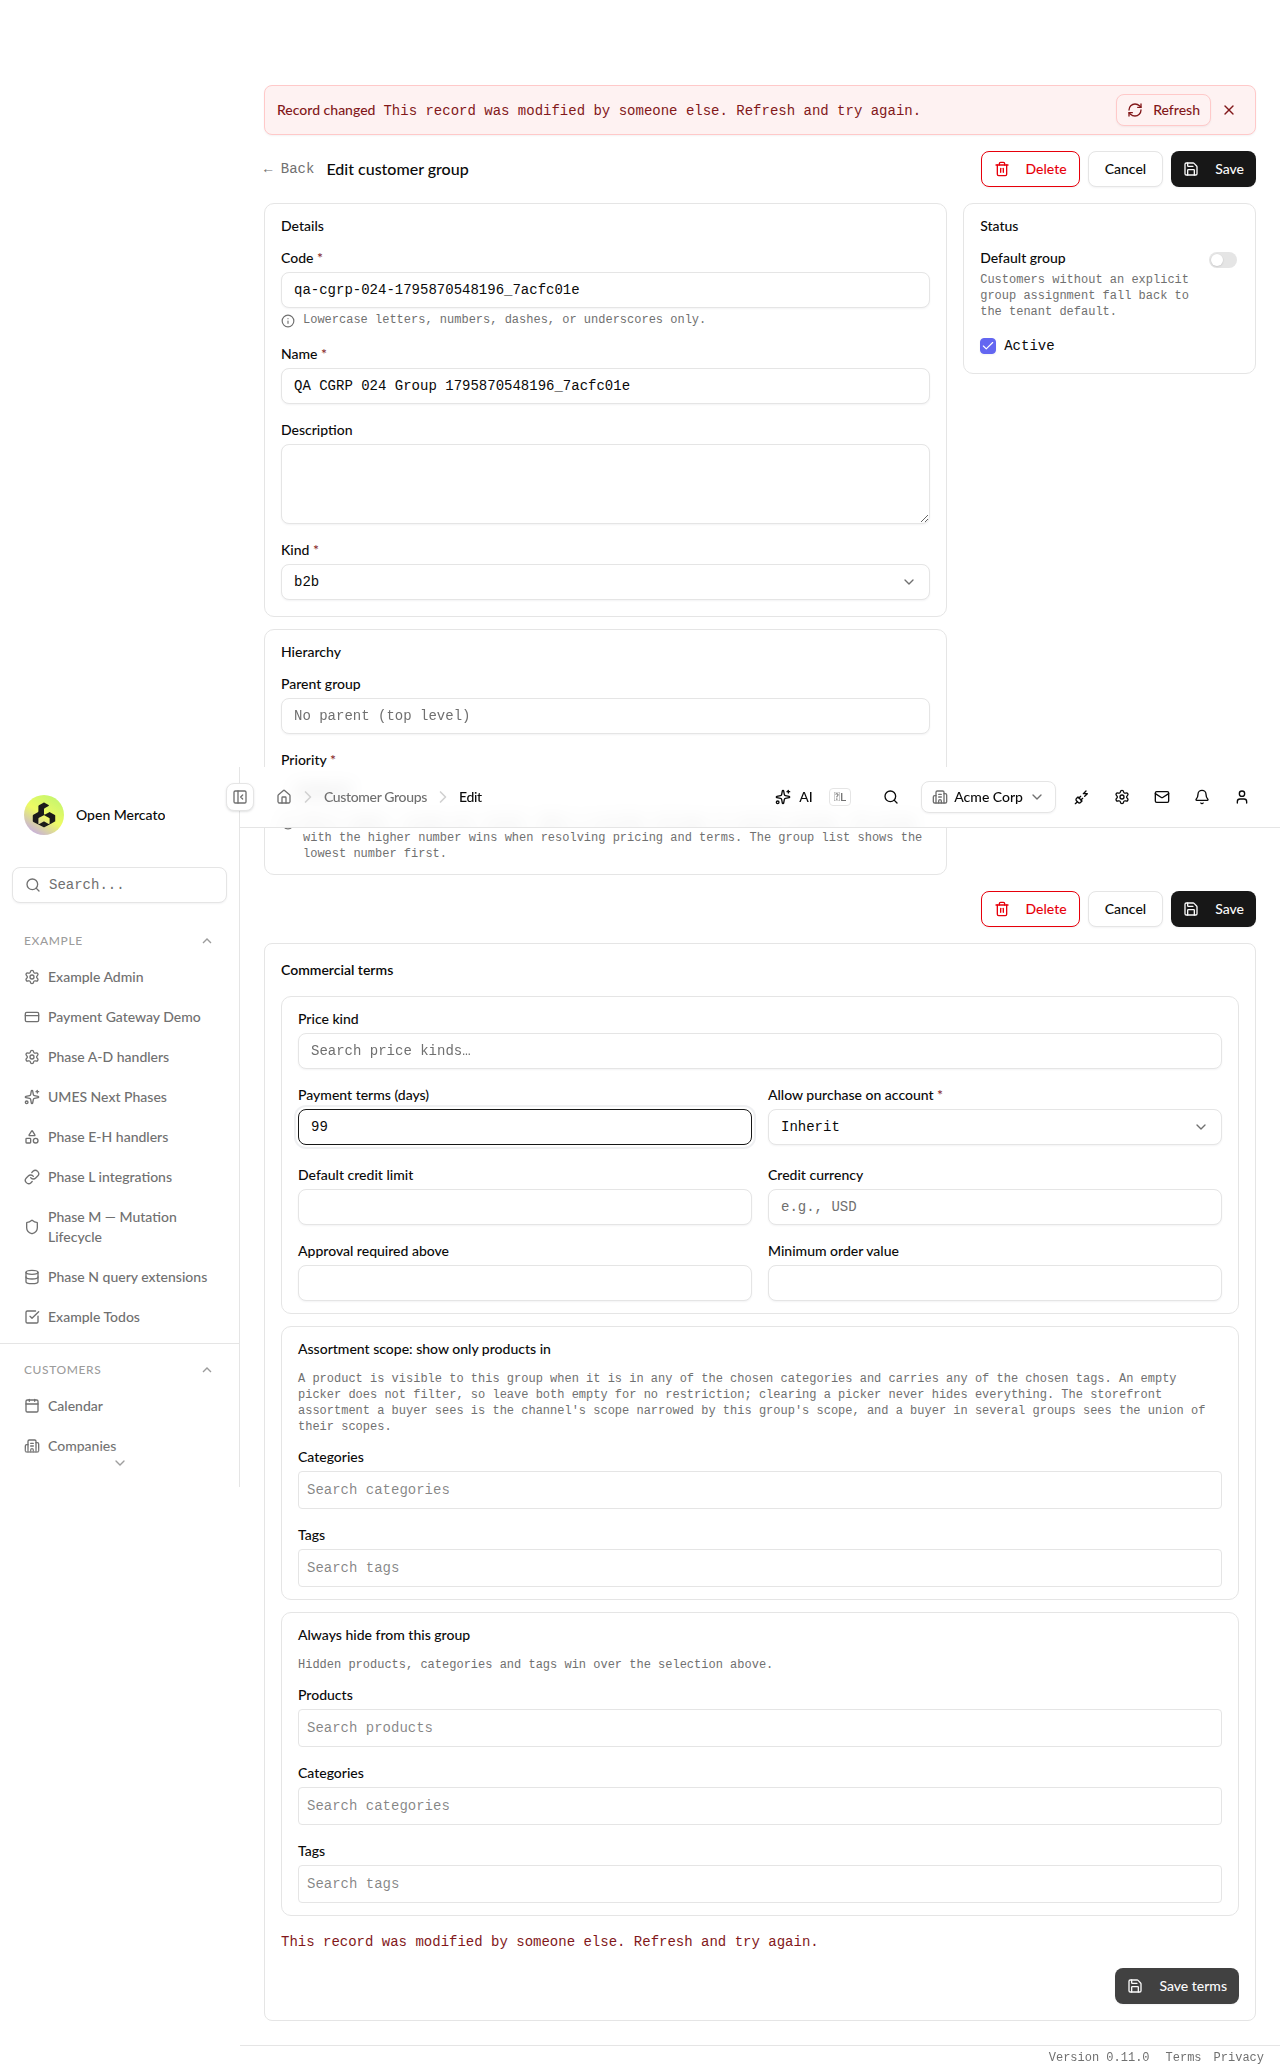 Record changed This record was modified by someone else. Refresh and try again.
Refresh
← Back Edit customer group
Delete
Cancel
Save
Details
Code *
qa-cgrp-024-1795870548196_7acfc01e
Lowercase letters, numbers, dashes, or underscores only.
Name *
QA CGRP 024 Group 1795870548196_7acfc01e
Description
Kind *
b2b
Status
Default group
Customers without an explicit
group assignment fall back to
the tenant default.
Active
Hierarchy
Parent group
No parent (top level)
Priority *
Open Mercato
Customer Groups
Edit
AI
Acme Corp
with the higher number wins when resolving pricing and terms. The group list shows the
lowest number first.
Search...
EXAMPLE
Example Admin
Payment Gateway Demo
Phase A-D handlers
UMES Next Phases
Phase E-H handlers
Phase L integrations
Phase M — Mutation
Lifecycle
Phase N query extensions
Example Todos
CUSTOMERS
Calendar
Companies
Delete
Cancel
Save
Commercial terms
Price kind
Search price kinds…
Payment terms (days)
99
Allow purchase on account *
Inherit
Default credit limit
Credit currency
e.g., USD
Approval required above
Minimum order value
Assortment scope: show only products in
A product is visible to this group when it is in any of the chosen categories and carries any of the chosen tags. An empty
picker does not filter, so leave both empty for no restriction; clearing a picker never hides everything. The storefront
assortment a buyer sees is the channel's scope narrowed by this group's scope, and a buyer in several groups sees the union of
their scopes.
Categories
Search categories
Tags
Search tags
Always hide from this group
Hidden products, categories and tags win over the selection above.
Products
Search products
Categories
Search categories
Tags
Search tags
This record was modified by someone else. Refresh and try again.
Save terms
Version 0.11.0
Terms
Privacy